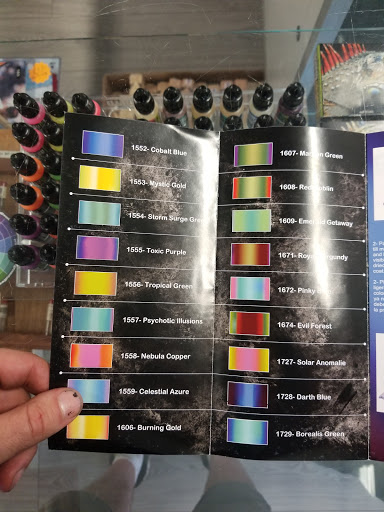 1552- Cobalt Blue
1553- Mystic Gold
1554- Storm Surge Green
1555- Toxic Purple
1556- Tropical Green
1557- Psychotic Illusions
1558- Nebula Copper
1559- Celestial Azure
1606- Burning Gold
1607- Green
1608- Red Goblin
1609- Emerald Getaway
1671- Royal Burgundy
1672- Pinky
1674- Evil Forest
1727- Solar Anomalie
1728- Darth Blue
1729- Borealis Green